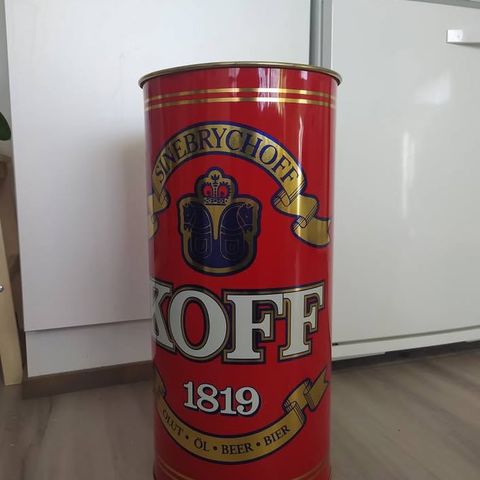 SINEBRYCHOFF
KOFF
1819
OLUT • ÖL • BEER • BIER